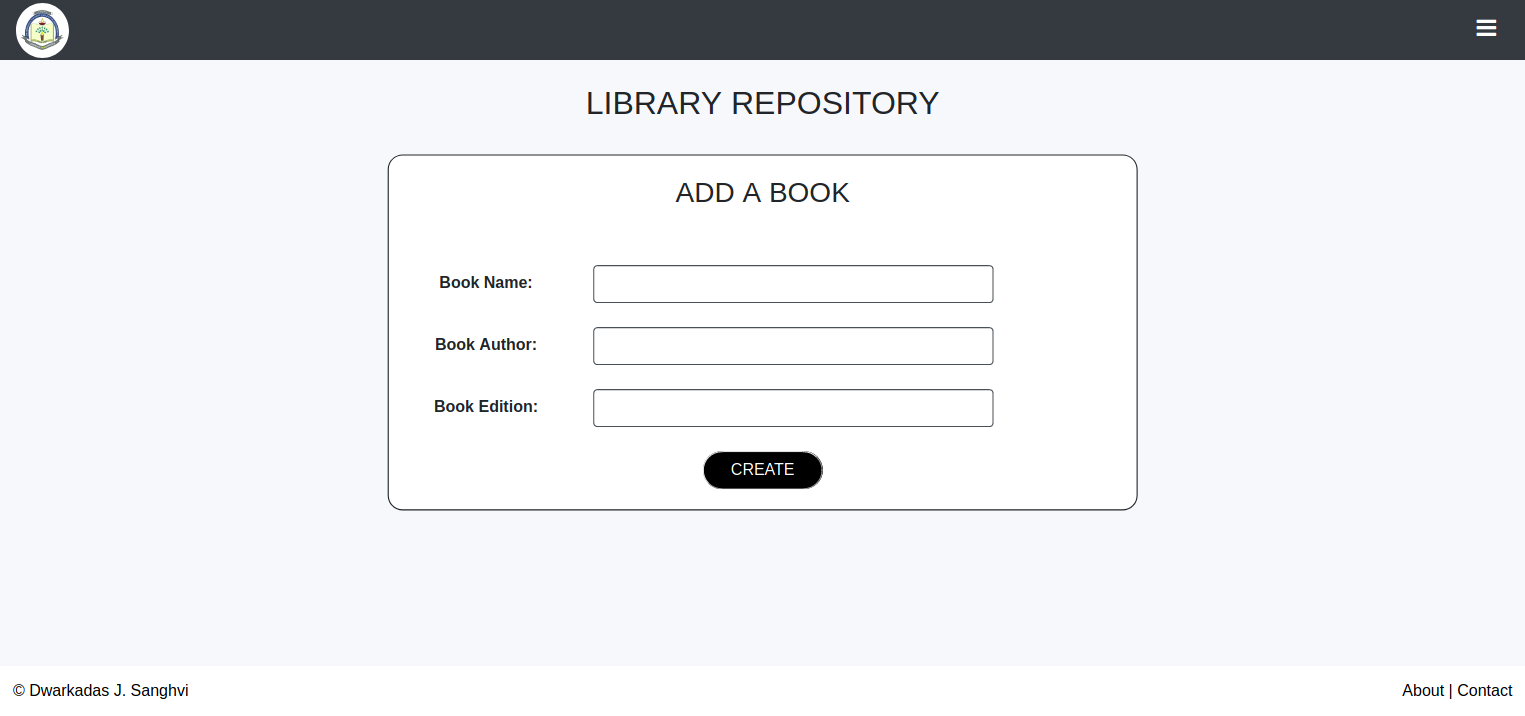 LIBRARY REPOSITORY
ADD A BOOK
Book Name:
Book Author:
Book Edition:
CREATE
© Dwarkadas J. Sanghvi
About | Contact